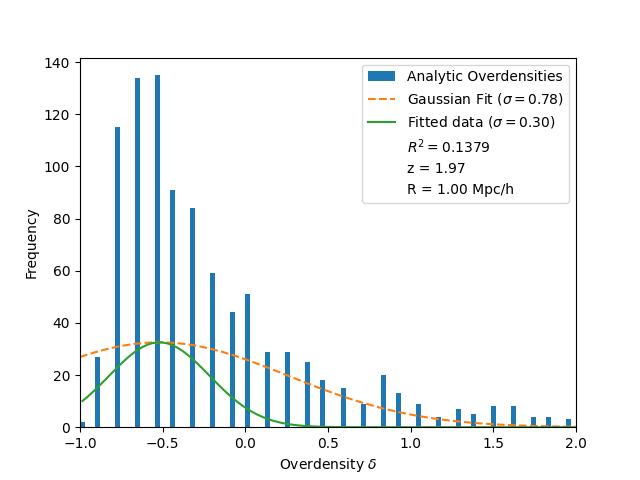 140
120
100
80
60
40
20
0
Frequency
Analytic Overdensities
Gaussian Fit (σ = 0.78)
Fitted data (σ = 0.30)
R² = 0.1379
z = 1.97
R = 1.00 Mpc/h
−1.0 −0.5 0.0 0.5 1.0 1.5 2.0
Overdensity δ